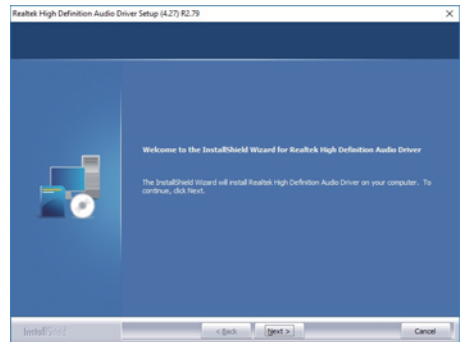 Realtek High Definition Audio Driver Setup (4.27) R2.79
Welcome to the InstallShield Wizard for Realtek High Definition Audio Driver
The InstallShield Wizard will install Realtek High Definition Audio Driver on your computer. To
continue, click Next.
InstallShield
< Back
Next >
Cancel